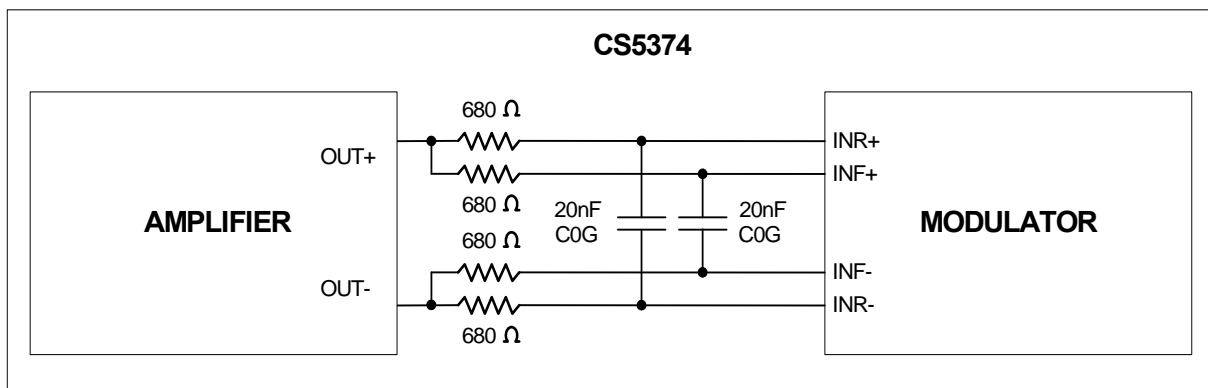 CS5374
AMPLIFIER
OUT+
OUT-
680 Ω
680 Ω
680 Ω
680 Ω
20nF
C0G
20nF
C0G
INR+
INF+
INF-
INR-
MODULATOR